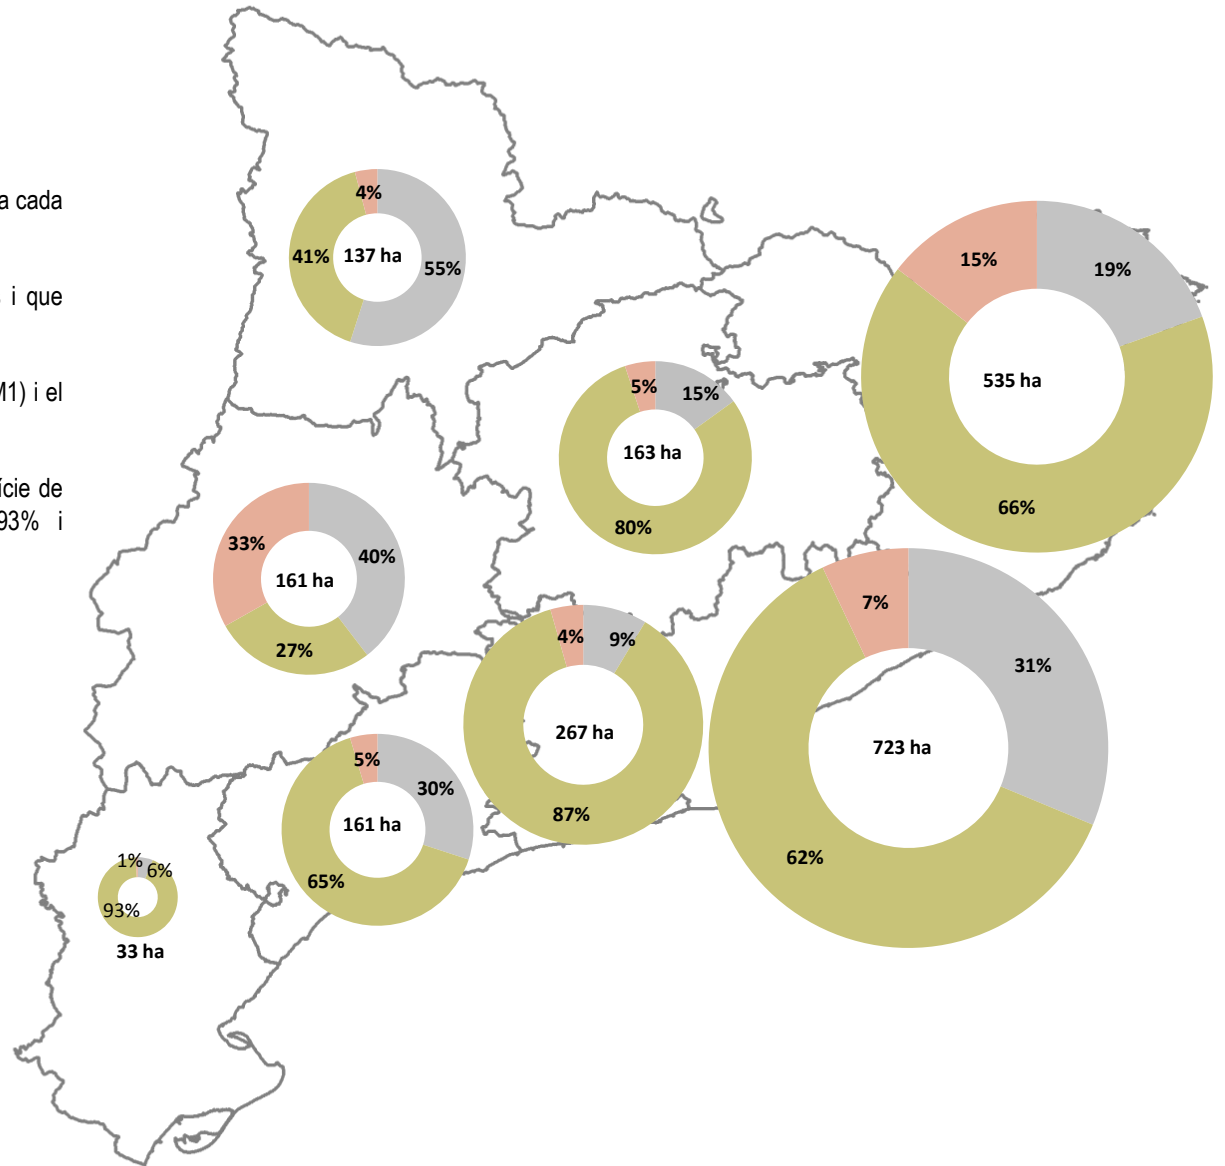 a cada
i que
M1) i el
ície de
93% i
4%
41%
137 ha
55%
15%
19%
535 ha
66%
5%
15%
163 ha
80%
33%
40%
161 ha
27%
4%
9%
267 ha
87%
7%
31%
723 ha
62%
5%
30%
161 ha
65%
1%
6%
93%
33 ha